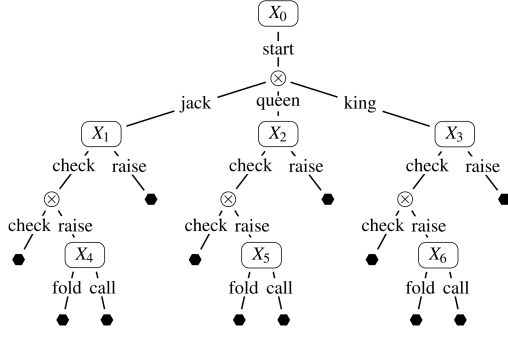 X0
start
⊗
jack queen king
X1 X2 X3
check raise check raise check raise
⊗ ⊗ ⊗
check raise check raise check raise
X4 X5 X6
fold call fold call fold call